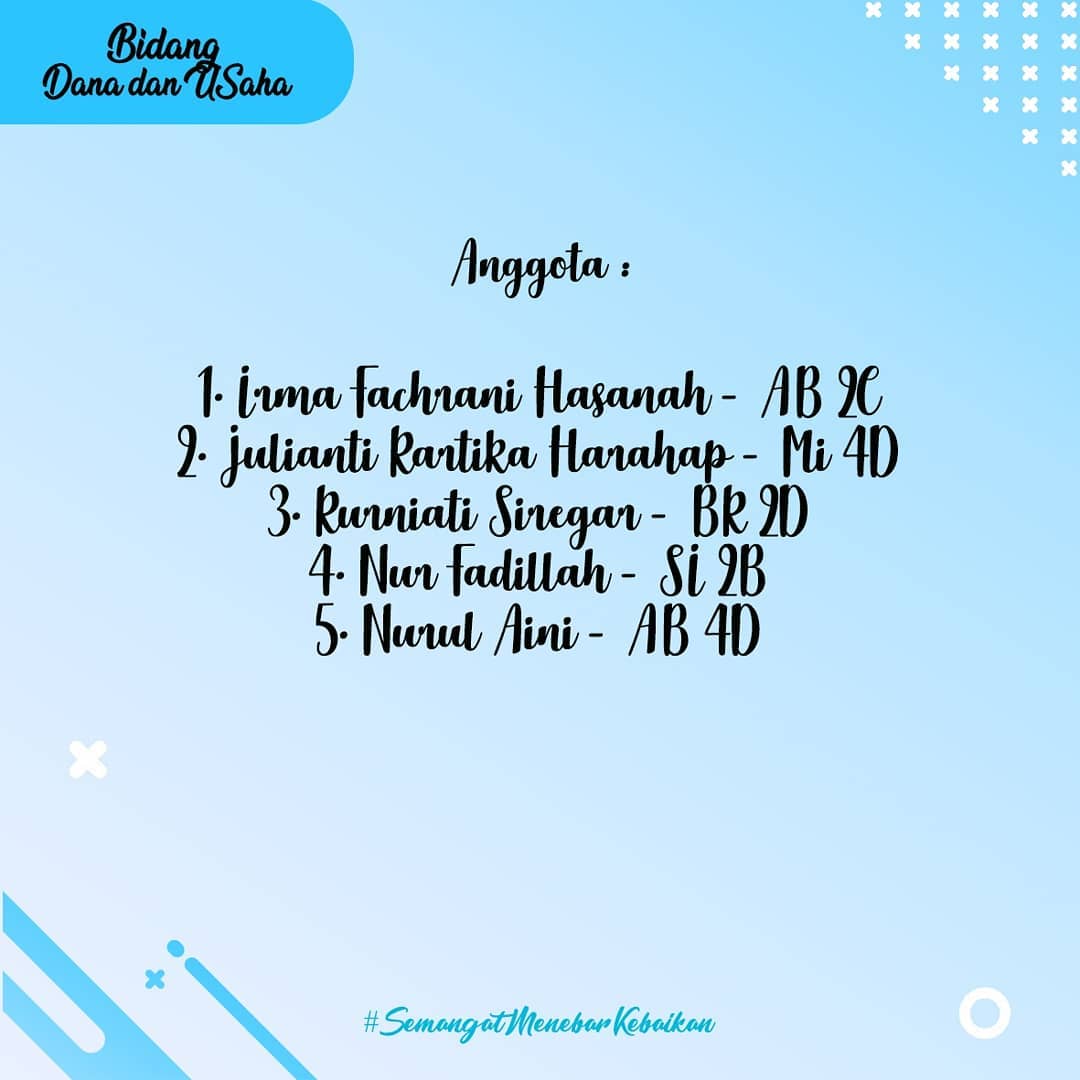 Bidang
Dana dan USaha
Anggota :
1. Irma Fachrani Hasanah - AB 2C
2. Julianti Kartika Harahap - Mi 4D
3. Kurniati Siregar - BK 2D
4. Nur Fadillah - Si 2B
5. Nurul Aini - AB 4D
#SemangatMenebarKebaikan